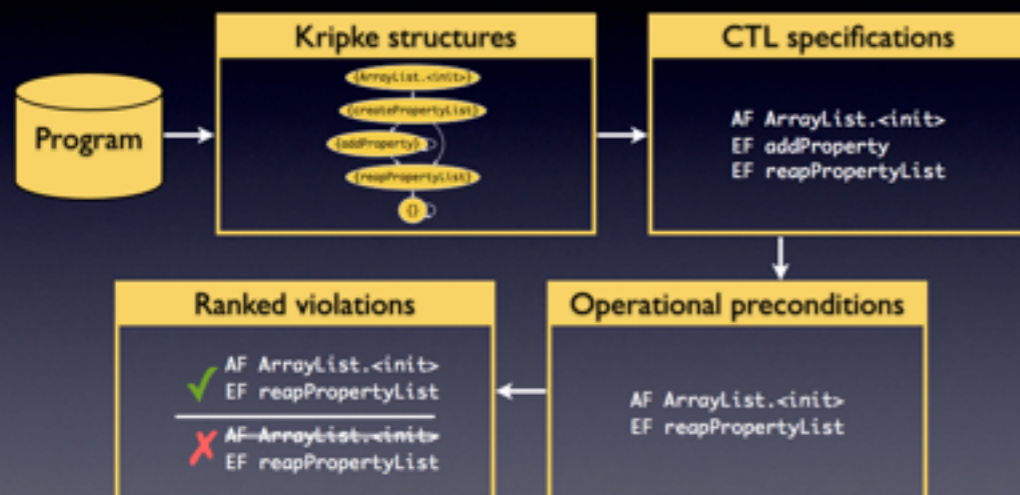 Program
Kripke structures
{ArrayList.<init>}
{createPropertyList}
{addProperty}
{reapPropertyList}
{}
CTL specifications
AF ArrayList.<init>
EF addProperty
EF reapPropertyList
Ranked violations
AF ArrayList.<init>
EF reapPropertyList
AF ArrayList.<init>
EF reapPropertyList
Operational preconditions
AF ArrayList.<init>
EF reapPropertyList